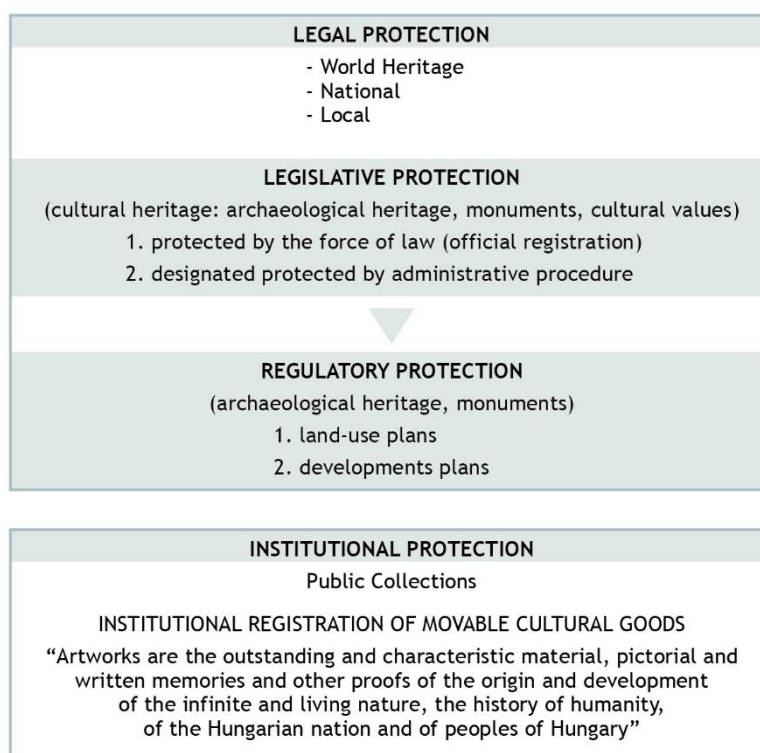 LEGAL PROTECTION
- World Heritage
- National
- Local
LEGISLATIVE PROTECTION
(cultural heritage: archaeological heritage, monuments, cultural values)
1. protected by the force of law (official registration)
2. designated protected by administrative procedure
REGULATORY PROTECTION
(archaeological heritage, monuments)
1. land-use plans
2. developments plans
INSTITUTIONAL PROTECTION
Public Collections
INSTITUTIONAL REGISTRATION OF MOVABLE CULTURAL GOODS
“Artworks are the outstanding and characteristic material, pictorial and
written memories and other proofs of the origin and development
of the infinite and living nature, the history of humanity,
of the Hungarian nation and of peoples of Hungary”